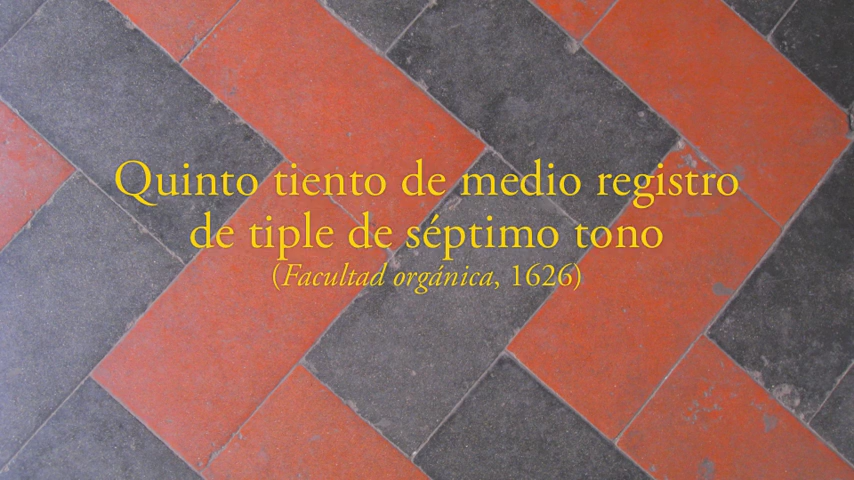 Quinto tiento de medio registro
de tiple de séptimo tono
(Facultad orgánica, 1626)